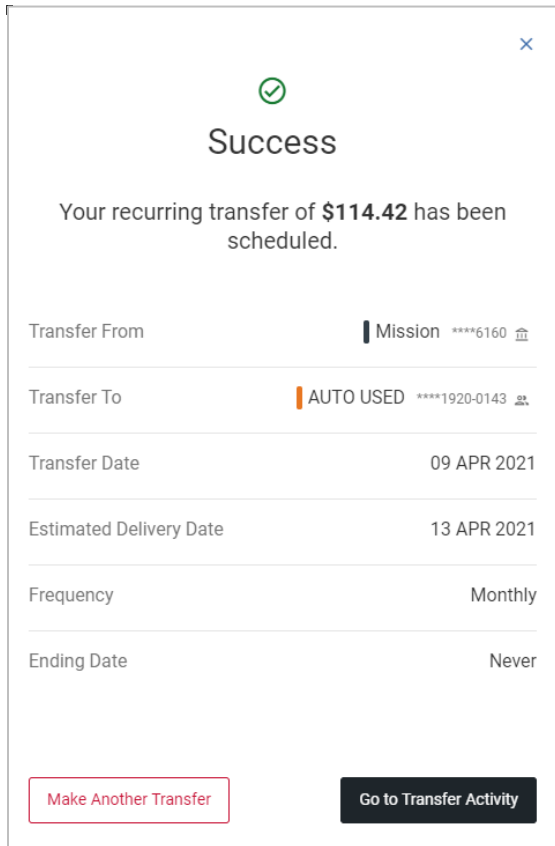 Success
Your recurring transfer of $114.42 has been
scheduled.
Transfer From Mission ****6160
Transfer To AUTO USED ****1920-0143
Transfer Date 09 APR 2021
Estimated Delivery Date 13 APR 2021
Frequency Monthly
Ending Date Never
Make Another Transfer Go to Transfer Activity